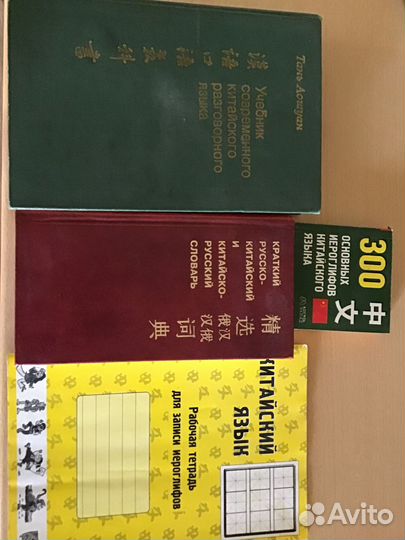 Тань Аошуан
漢語口語教科書
Учебник
современного
китайского
разговорного
языка
КРАТКИЙ
РУССКО-
КИТАЙСКИЙ
И
КИТАЙСКО-
РУССКИЙ
СЛОВАРЬ
精选
俄汉
汉俄
词典
中文
300
ОСНОВНЫХ
ИЕРОГЛИФОВ
КИТАЙСКОГО
ЯЗЫКА
КИТАЙСКИЙ
ЯЗЫК
Рабочая тетрадь
для записи иероглифов
Avito